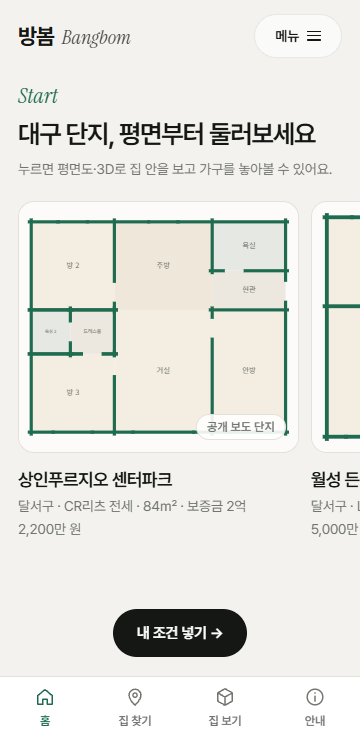 방봄 Bangbom
메뉴
Start
대구 단지, 평면부터 둘러보세요
누르면 평면도·3D로 집 안을 보고 가구를 놓아볼 수 있어요.
방 2
주방
욕실
현관
드레스룸
거실
안방
방 3
공개 보도 단지
상인푸르지오 센터파크
달서구 · CR리츠 전세 · 84m² · 보증금 2억
2,200만 원
월성 든
달서구 ·
5,000만
내 조건 넣기 →
홈
집 찾기
집 보기
안내